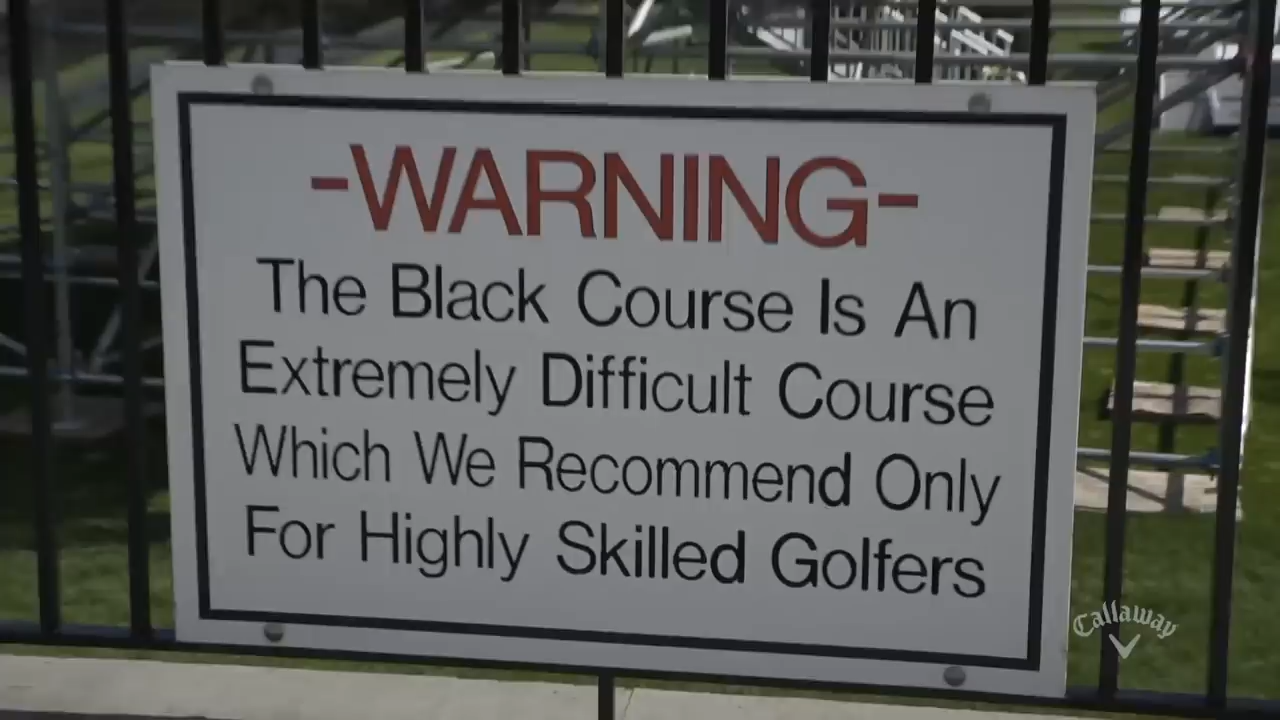 -WARNING-
The Black Course Is An
Extremely Difficult Course
Which We Recommend Only
For Highly Skilled Golfers
Callaway